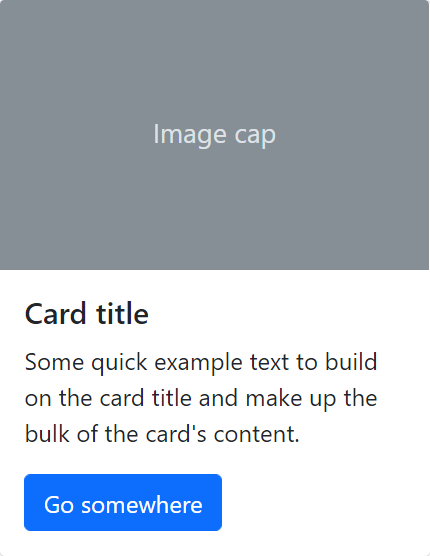 Image cap
Card title
Some quick example text to build
on the card title and make up the
bulk of the card's content.
Go somewhere